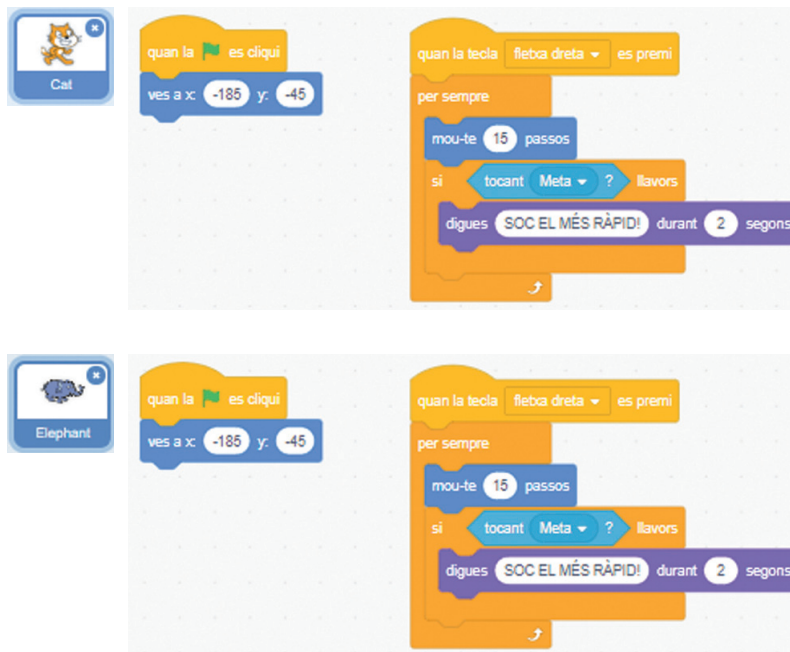 Cat
quan la es cliqui
ves a x: -185 y: -45
quan la tecla fletxa dreta es premi
per sempre
mou-te 15 passos
si tocant Meta ? llavors
digues SOC EL MÉS RÀPID! durant 2 segons
Elephant
quan la es cliqui
ves a x: -185 y: -45
quan la tecla fletxa dreta es premi
per sempre
mou-te 15 passos
si tocant Meta ? llavors
digues SOC EL MÉS RÀPID! durant 2 segons